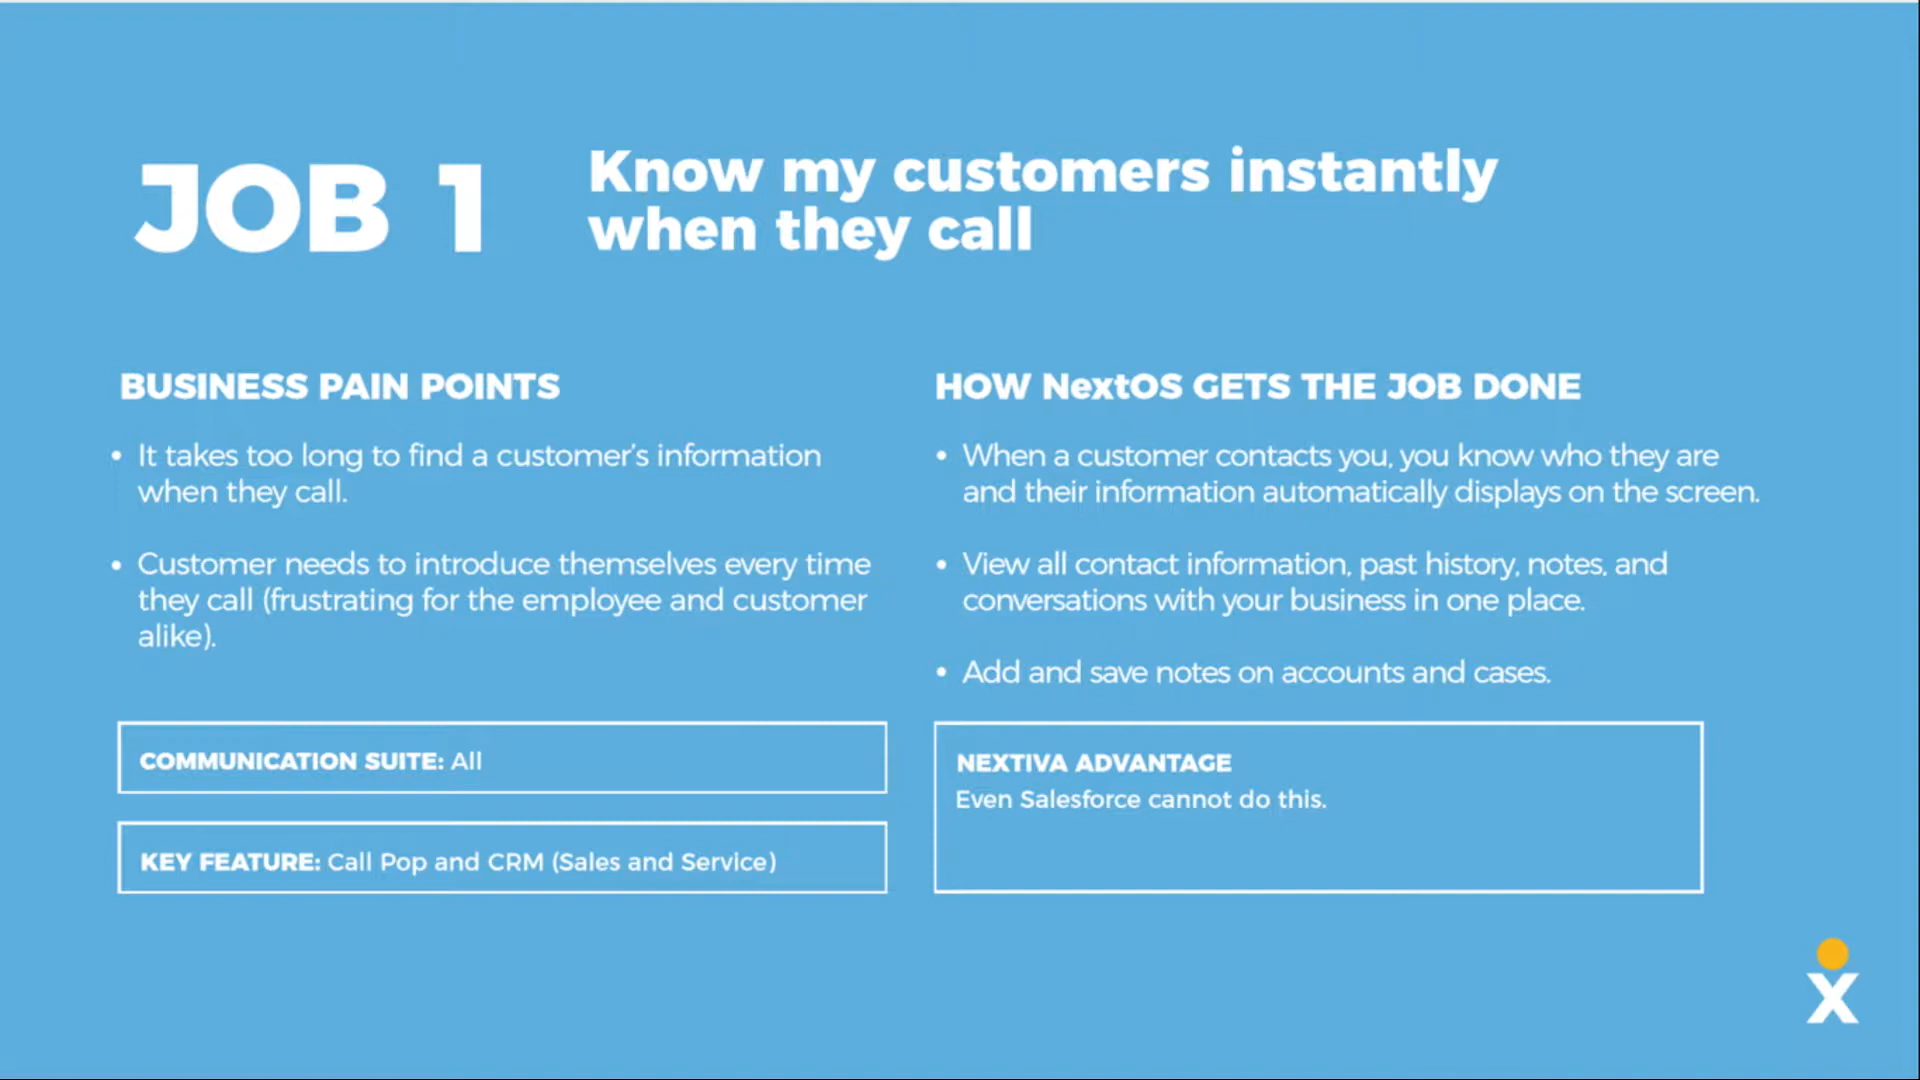 JOB 1
Know my customers instantly
when they call
BUSINESS PAIN POINTS
• It takes too long to find a customer’s information
when they call.
• Customer needs to introduce themselves every time
they call (frustrating for the employee and customer
alike).
COMMUNICATION SUITE: All
KEY FEATURE: Call Pop and CRM (Sales and Service)
HOW NextOS GETS THE JOB DONE
• When a customer contacts you, you know who they are
and their information automatically displays on the screen.
• View all contact information, past history, notes, and
conversations with your business in one place.
• Add and save notes on accounts and cases.
NEXTIVA ADVANTAGE
Even Salesforce cannot do this.